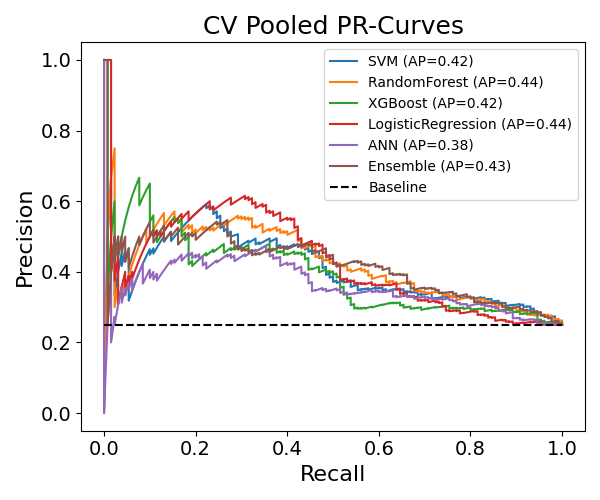 CV Pooled PR-Curves
SVM (AP=0.42)
RandomForest (AP=0.44)
XGBoost (AP=0.42)
LogisticRegression (AP=0.44)
ANN (AP=0.38)
Ensemble (AP=0.43)
Baseline
Precision
1.0
0.8
0.6
0.4
0.2
0.0
0.0 0.2 0.4 0.6 0.8 1.0
Recall